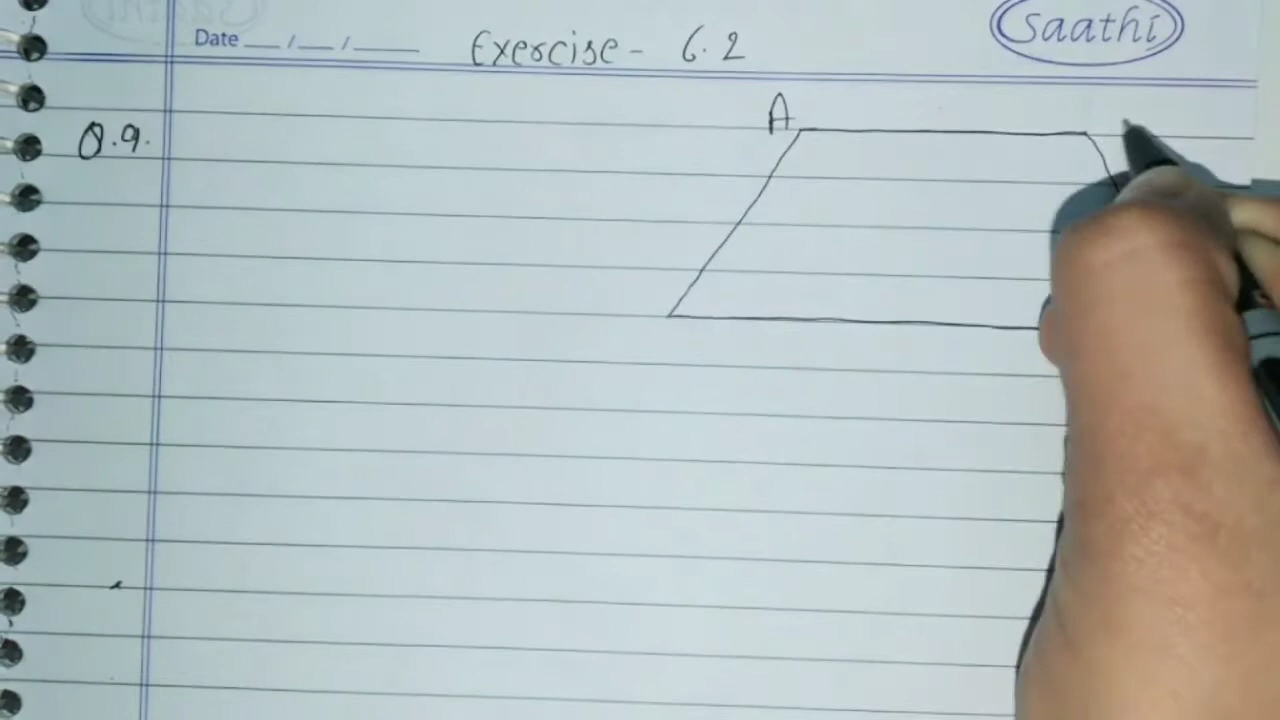 Date __ /__ /____
Exercise - 6.2
Saathi
Q.9.
A